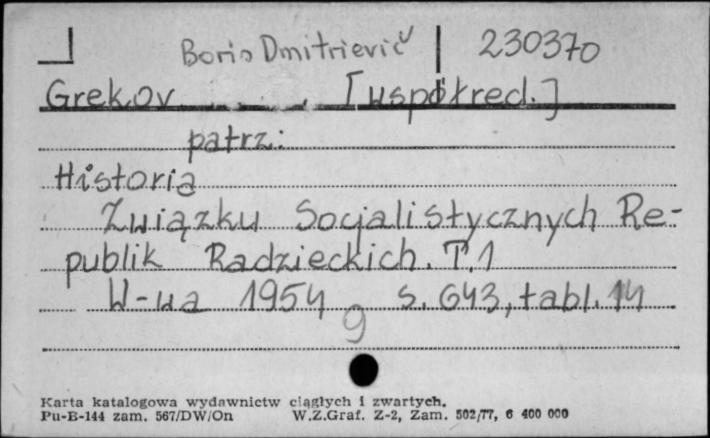 Boris Dmitrievič 230370
Grekov [współred.]
patrz:
Historia
Związku Socjalistycznych Re-
publik Radzieckich. T.1
W-wa 1954 s. 643, tabl. 14
9
Karta katalogowa wydawnictw ciągłych i zwartych.
Pu-B-144 zam. 567/DW/On W.Z.Graf. Z-2, Zam. 502/77, 6 400 000